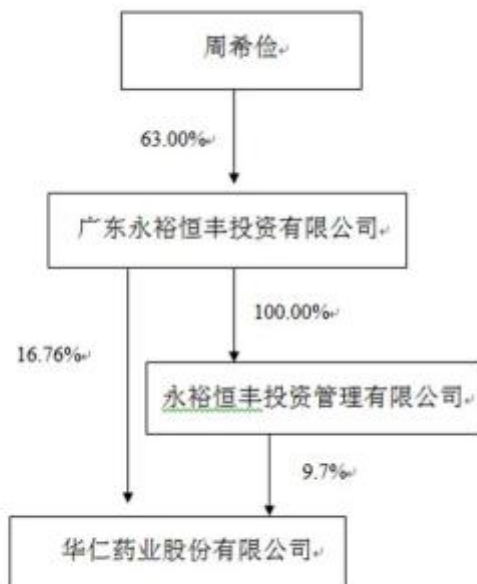 周希俭
63.00%
广东永裕恒丰投资有限公司
100.00%
16.76%
永裕恒丰投资管理有限公司
9.7%
华仁药业股份有限公司